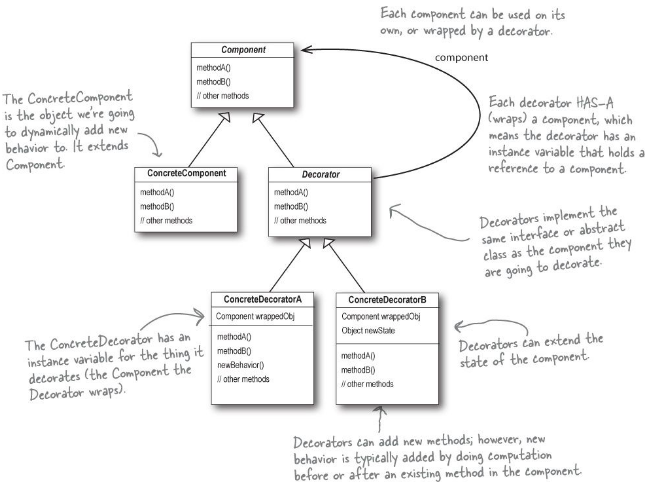 Each component can be used on its
own, or wrapped by a decorator.
Component
methodA()
methodB()
// other methods
component
The ConcreteComponent
is the object we're going
to dynamically add new
behavior to. It extends
Component.
Each decorator HAS-A
(wraps) a component, which
means the decorator has an
instance variable that holds a
reference to a component.
ConcreteComponent
methodA()
methodB()
// other methods
Decorator
methodA()
methodB()
// other methods
Decorators implement the
same interface or abstract
class as the component they
are going to decorate.
ConcreteDecoratorA
Component wrappedObj
methodA()
methodB()
newBehavior()
// other methods
ConcreteDecoratorB
Component wrappedObj
Object newState
methodA()
methodB()
// other methods
The ConcreteDecorator has an
instance variable for the thing it
decorates (the Component the
Decorator wraps).
Decorators can extend the
state of the component.
Decorators can add new methods; however, new
behavior is typically added by doing computation
before or after an existing method in the component.